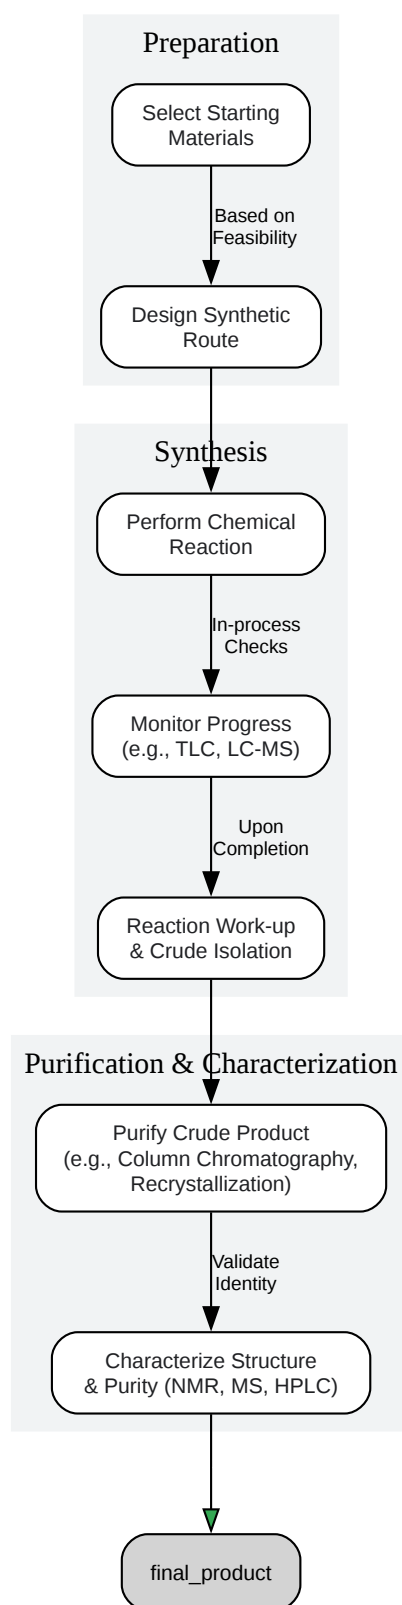 Preparation
Select Starting
Materials
Based on
Feasibility
Design Synthetic
Route
Synthesis
Perform Chemical
Reaction
In-process
Checks
Monitor Progress
(e.g., TLC, LC-MS)
Upon
Completion
Reaction Work-up
& Crude Isolation
Purification & Characterization
Purify Crude Product
(e.g., Column Chromatography,
Recrystallization)
Validate
Identity
Characterize Structure
& Purity (NMR, MS, HPLC)
final_product